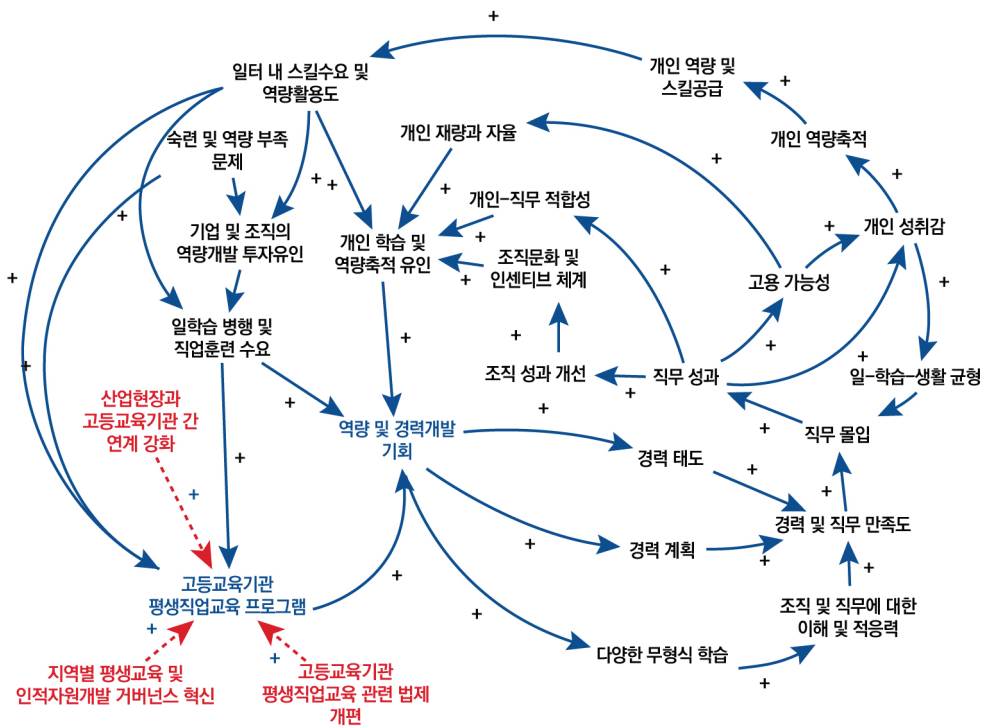 +
일터 내 스킬수요 및
역량활용도
개인 역량 및
스킬공급
+
숙련 및 역량 부족
문제
개인 재량과 자율
개인 역량축적
+
+
+
+
+
+
+
개인-직무 적합성
기업 및 조직의
역량개발 투자유인
개인 학습 및
역량축적 유인
+
조직문화 및
인센티브 체계
+
+
고용 가능성
+
개인 성취감
+
+
+
일학습 병행 및
직업훈련 수요
+
+
+
+
조직 성과 개선
+
직무 성과
+
일-학습-생활 균형
산업현장과
고등교육기관 간
연계 강화
+
역량 및 경력개발
기회
+
+
직무 몰입
+
경력 태도
+
+
+
경력 및 직무 만족도
+
경력 계획
+
+
고등교육기관
평생직업교육 프로그램
+
+
+
조직 및 직무에 대한
이해 및 적응력
+
다양한 무형식 학습
+
지역별 평생교육 및
인적자원개발 거버넌스 혁신
+
고등교육기관
평생직업교육 관련 법제
개편